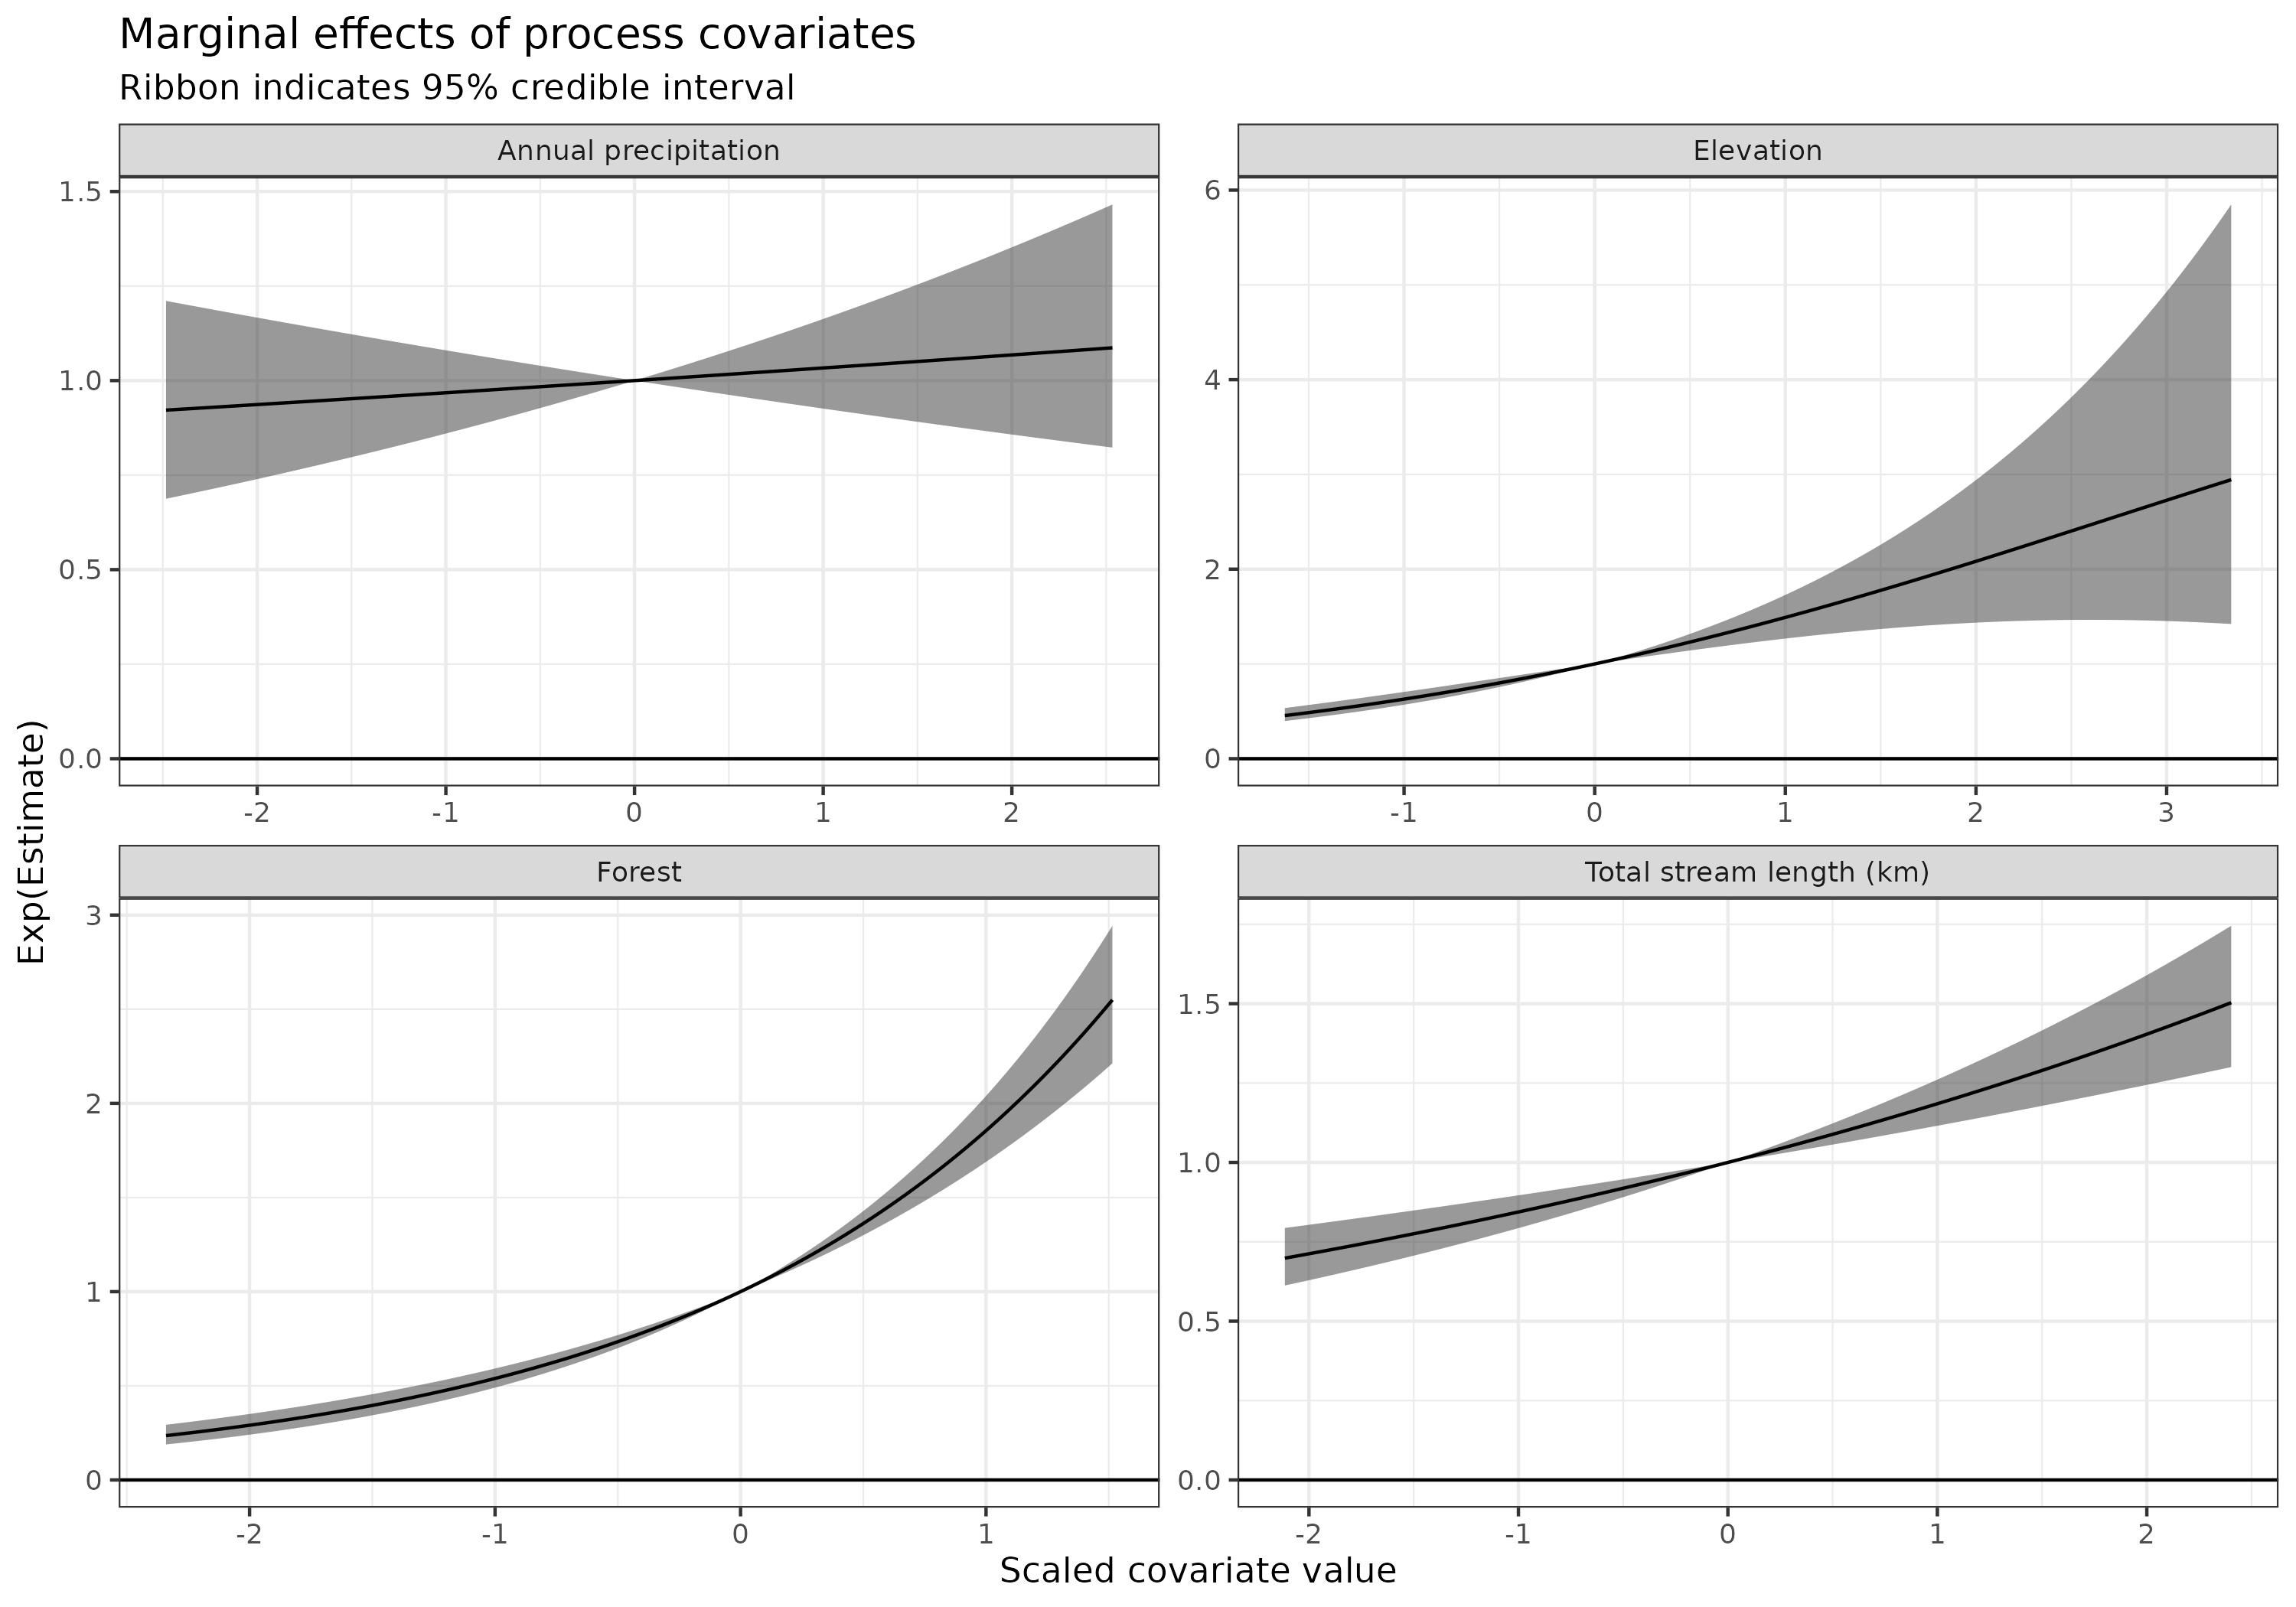 Marginal effects of process covariates
Ribbon indicates 95% credible interval
Annual precipitation
Elevation
1.5
1.0
0.5
0.0
6
4
2
0
-2 -1 0 1 2
-1 0 1 2 3
Exp(Estimate)
Forest
Total stream length (km)
3
2
1
0
1.5
1.0
0.5
0.0
-2 -1 0 1
-2 -1 0 1 2
Scaled covariate value